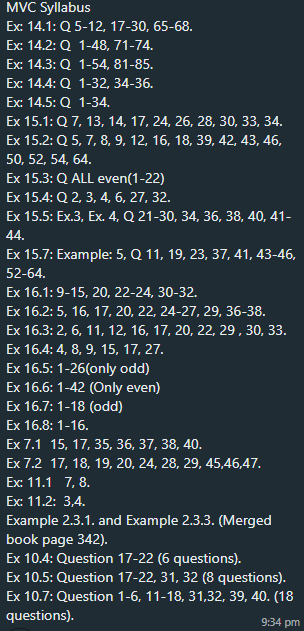 MVC Syllabus
Ex: 14.1: Q 5-12, 17-30, 65-68.
Ex: 14.2: Q  1-48, 71-74.
Ex: 14.3: Q  1-54, 81-85.
Ex: 14.4: Q  1-32, 34-36.
Ex: 14.5: Q  1-34.
Ex 15.1: Q 7, 13, 14, 17, 24, 26, 28, 30, 33, 34.
Ex 15.2: Q 5, 7, 8, 9, 12, 16, 18, 39, 42, 43, 46,
50, 52, 54, 64.
Ex 15.3: Q ALL even(1-22)
Ex 15.4: Q 2, 3, 4, 6, 27, 32.
Ex 15.5: Ex.3, Ex. 4, Q 21-30, 34, 36, 38, 40, 41-
44.
Ex 15.7: Example: 5, Q 11, 19, 23, 37, 41, 43-46,
52-64.
Ex 16.1: 9-15, 20, 22-24, 30-32.
Ex 16.2: 5, 16, 17, 20, 22, 24-27, 29, 36-38.
Ex 16.3: 2, 6, 11, 12, 16, 17, 20, 22, 29 , 30, 33.
Ex 16.4: 4, 8, 9, 15, 17, 27.
Ex 16.5: 1-26(only odd)
Ex 16.6: 1-42 (Only even)
Ex 16.7: 1-18 (odd)
Ex 16.8: 1-16.
Ex 7.1  15, 17, 35, 36, 37, 38, 40.
Ex 7.2  17, 18, 19, 20, 24, 28, 29, 45,46,47.
Ex: 11.1   7, 8.
Ex: 11.2:  3,4.
Example 2.3.1. and Example 2.3.3. (Merged
book page 342).
Ex 10.4: Question 17-22 (6 questions).
Ex 10.5: Question 17-22, 31, 32 (8 questions).
Ex 10.7: Question 1-6, 11-18, 31,32, 39, 40. (18
questions).
9:34 pm